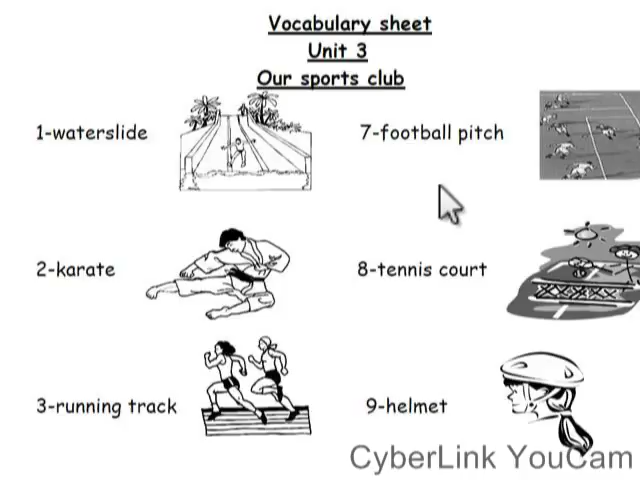 Vocabulary sheet
Unit 3
Our sports club
1-waterslide
7-football pitch
2-karate
8-tennis court
3-running track
9-helmet
CyberLink YouCam